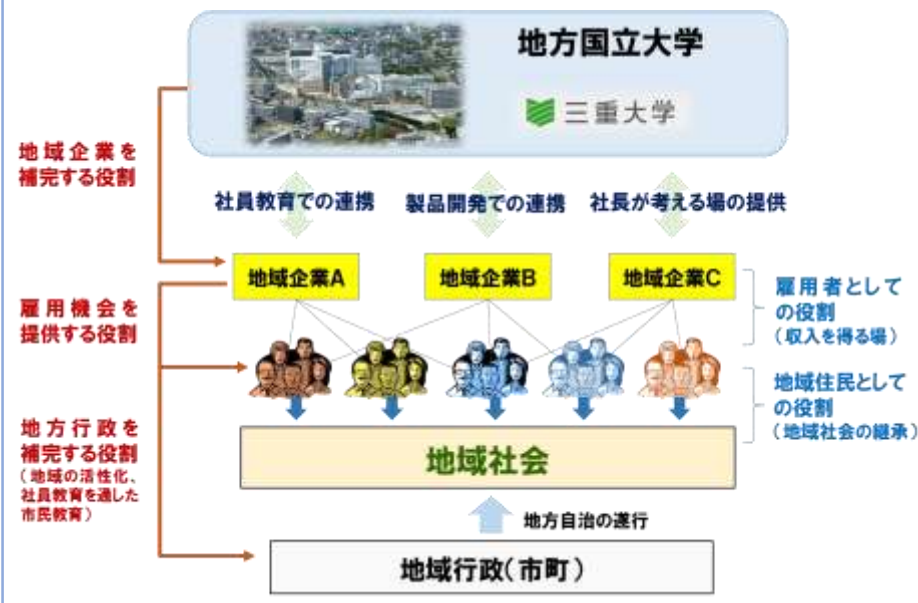 地方国立大学
三重大学
地域企業を
補完する役割
社員教育での連携
製品開発での連携
社長が考える場の提供
地域企業A
地域企業B
地域企業C
雇用機会を
提供する役割
雇用者として
の役割
（収入を得る場）
地域住民として
の役割
（地域社会の継承）
地方行政を
補完する役割
（地域の活性化、
社員教育を通した
市民教育）
地域社会
地方自治の遂行
地域行政（市町）